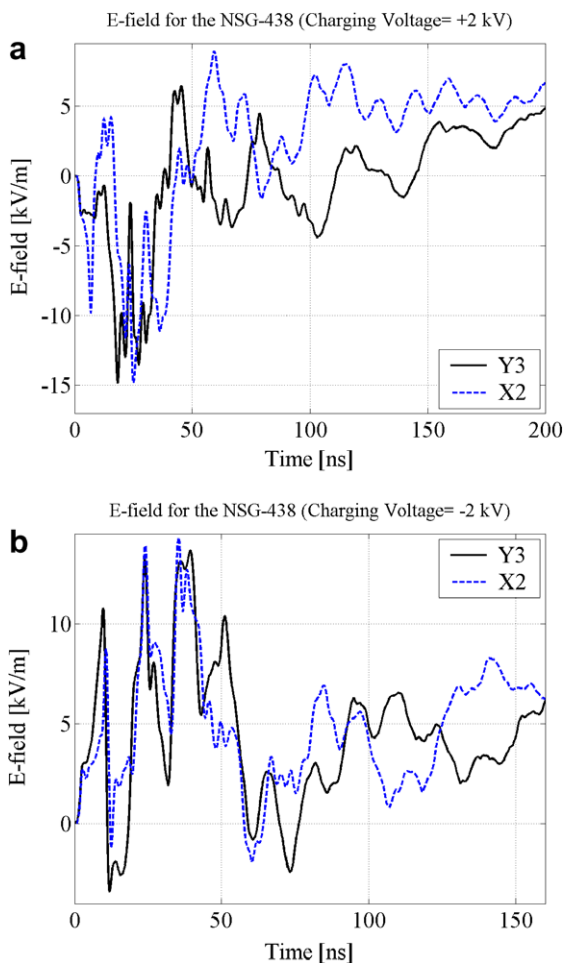 E-field for the NSG-438 (Charging Voltage= +2 kV)
a
5
0
-5
-10
-15
E-field [kV/m]
Y3
X2
0 50 100 150 200
Time [ns]
E-field for the NSG-438 (Charging Voltage= -2 kV)
b
Y3
X2
10
5
0
E-field [kV/m]
0 50 100 150
Time [ns]